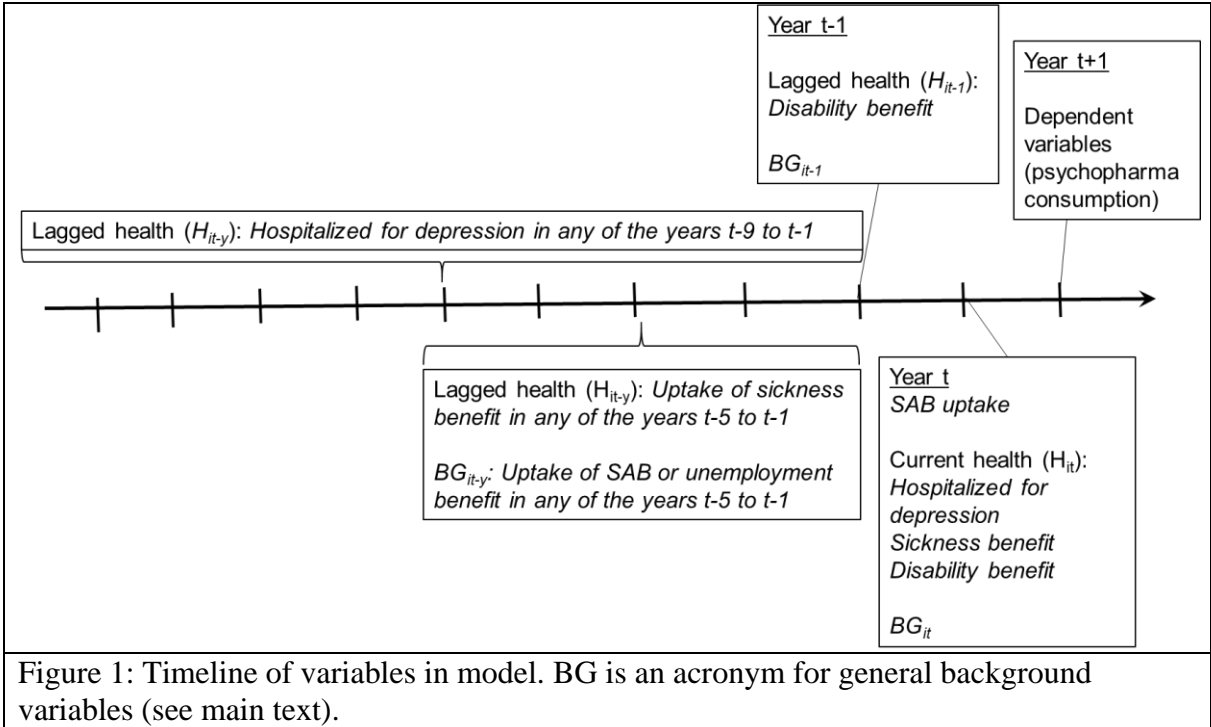 Year t-1
Lagged health (Hit-1):
Disability benefit
BGit-1
Year t+1
Dependent
variables
(psychopharma
consumption)
Lagged health (Hit-y): Hospitalized for depression in any of the years t-9 to t-1
Lagged health (Hit-y): Uptake of sickness
benefit in any of the years t-5 to t-1
BGit-y: Uptake of SAB or unemployment
benefit in any of the years t-5 to t-1
Year t
SAB uptake
Current health (Hit):
Hospitalized for
depression
Sickness benefit
Disability benefit
BGit
Figure 1: Timeline of variables in model. BG is an acronym for general background
variables (see main text).